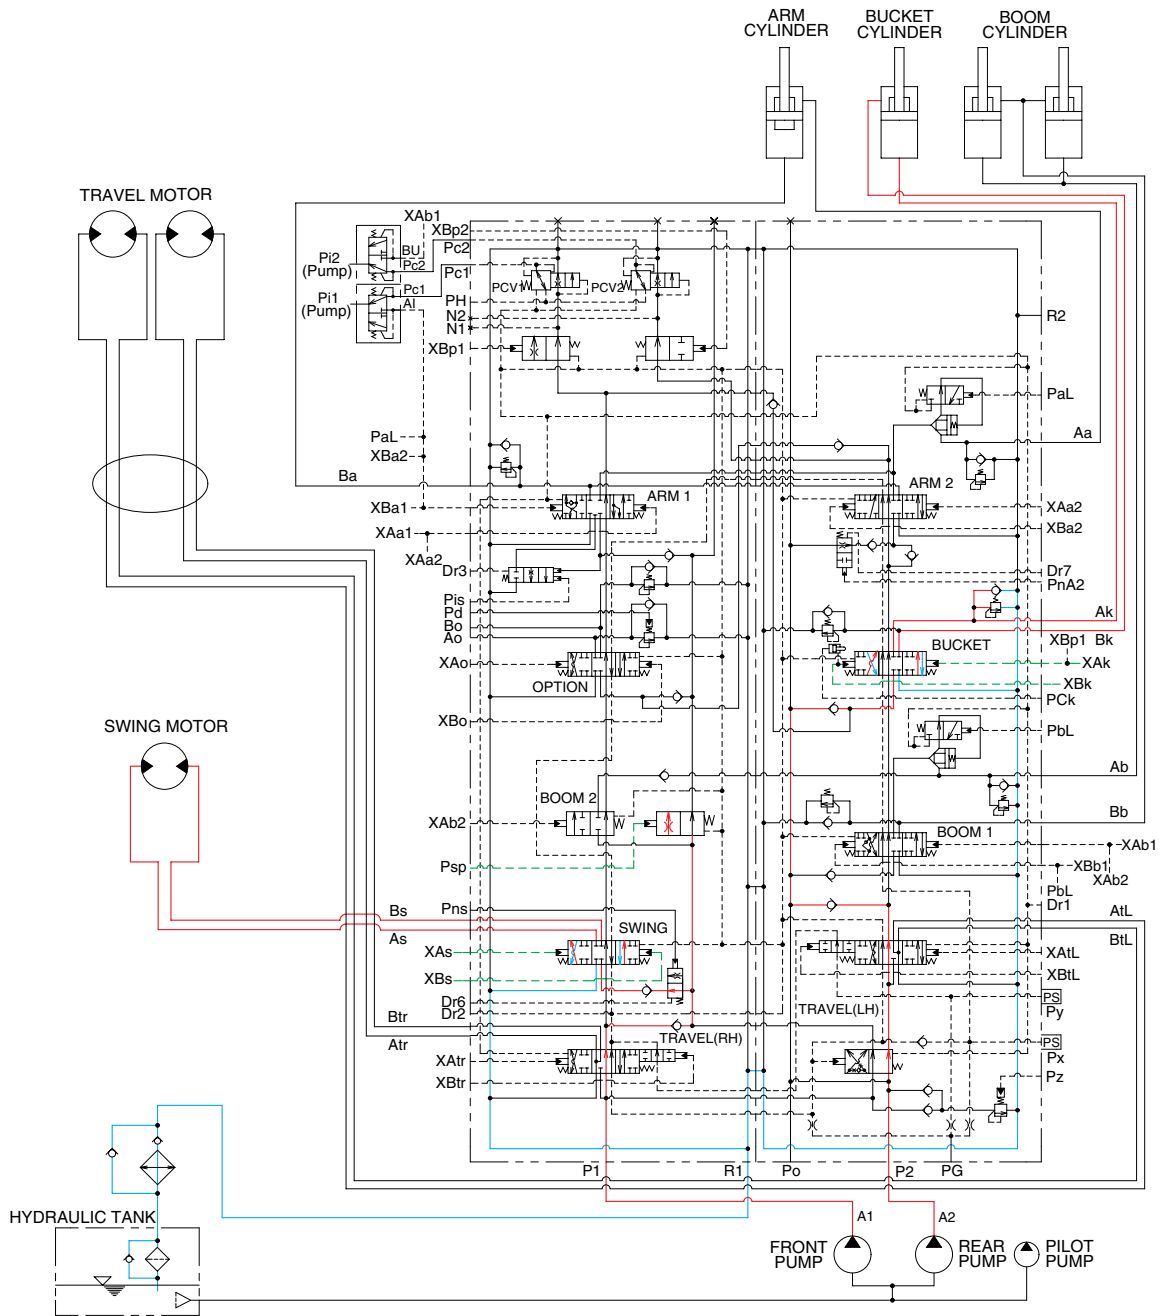 ARM
CYLINDER
BUCKET
CYLINDER
BOOM
CYLINDER
TRAVEL MOTOR
XAb1
XBp2
BU
Pc2
Pi2
(Pump)
Pc2
Pc1
Pc1
Pi1
(Pump)
AI
PCV1
PCV2
PH
N2
N1
XBp1
R2
PaL
Aa
PaL
XBa2
Ba
ARM 1
ARM 2
XBa1
XAa1
XAa2
XAa2
XBa2
Dr3
Dr7
PnA2
Pis
Pd
Bo
Ao
Ak
XBp1 Bk
XAo
OPTION
BUCKET
XAk
XBk
PCk
XBo
PbL
SWING MOTOR
Ab
BOOM 2
XAb2
Bb
BOOM 1
XAb1
XBb1
XAb2
PbL
Dr1
Psp
Pns
Bs
As
SWING
AtL
BtL
XAs
XBs
XAtL
XBtL
Dr6
Dr2
TRAVEL(LH)
PS
Py
Btr
Atr
TRAVEL(RH)
PS
Px
XAtr
XBtr
Pz
P1
R1
Po
P2
PG
HYDRAULIC TANK
A1
A2
FRONT
PUMP
REAR
PUMP
PILOT
PUMP